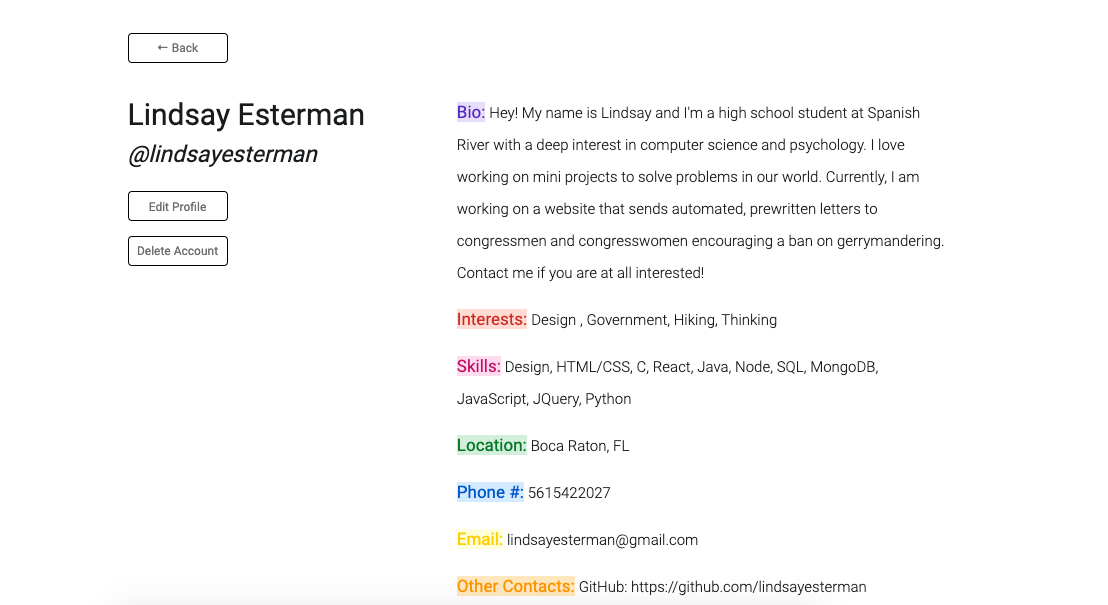 ← Back
Lindsay Esterman
@lindsayesterman
Edit Profile
Delete Account
Bio: Hey! My name is Lindsay and I'm a high school student at Spanish
River with a deep interest in computer science and psychology. I love
working on mini projects to solve problems in our world. Currently, I am
working on a website that sends automated, prewritten letters to
congressmen and congresswomen encouraging a ban on gerrymandering.
Contact me if you are at all interested!
Interests: Design , Government, Hiking, Thinking
Skills: Design, HTML/CSS, C, React, Java, Node, SQL, MongoDB,
JavaScript, JQuery, Python
Location: Boca Raton, FL
Phone #: 5615422027
Email: lindsayesterman@gmail.com
Other Contacts: GitHub: https://github.com/lindsayesterman